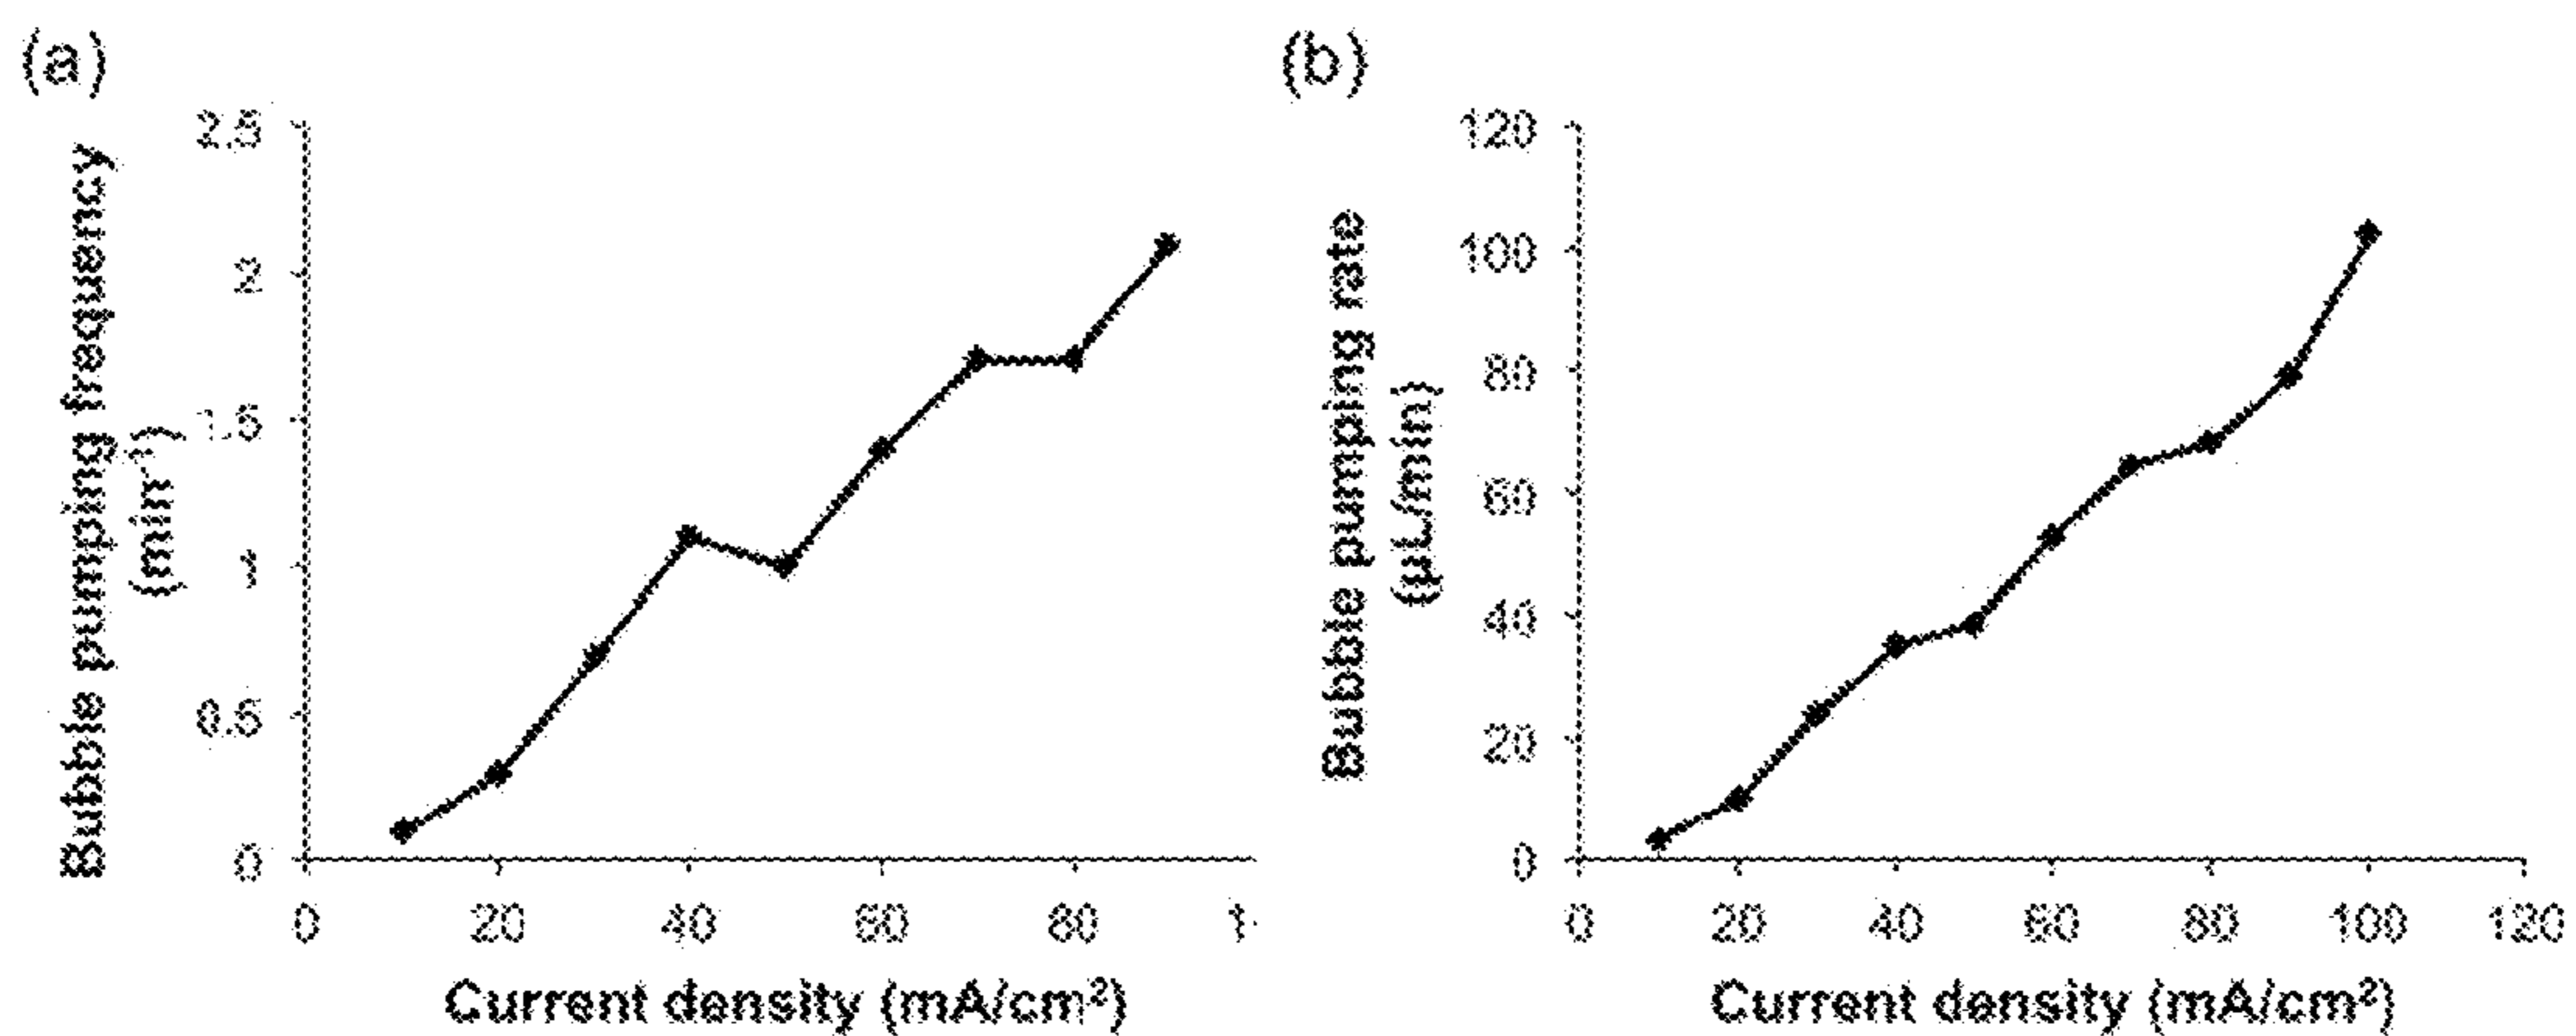 (a)
Bubble pumping frequency
(min⁻¹)
2.5
2
1.5
1
0.5
0
0 20 40 60 80 1
Current density (mA/cm²)
(b)
Bubble pumping rate
(µL/min)
120
100
80
60
40
20
0
0 20 40 60 80 100 120
Current density (mA/cm²)